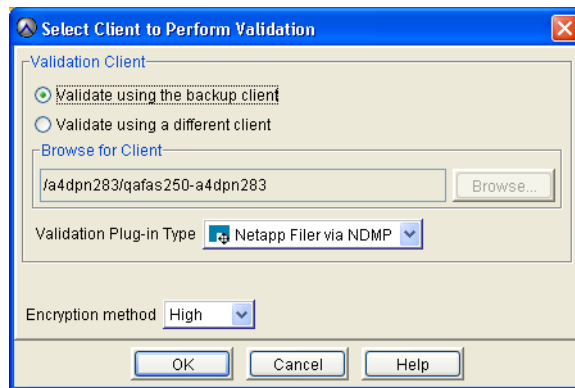 Select Client to Perform Validation
Validation Client
Validate using the backup client
Validate using a different client
Browse for Client
/a4dpn283/qafas250-a4dpn283
Browse...
Validation Plug-in Type
Netapp Filer via NDMP
Encryption method
High
OK
Cancel
Help